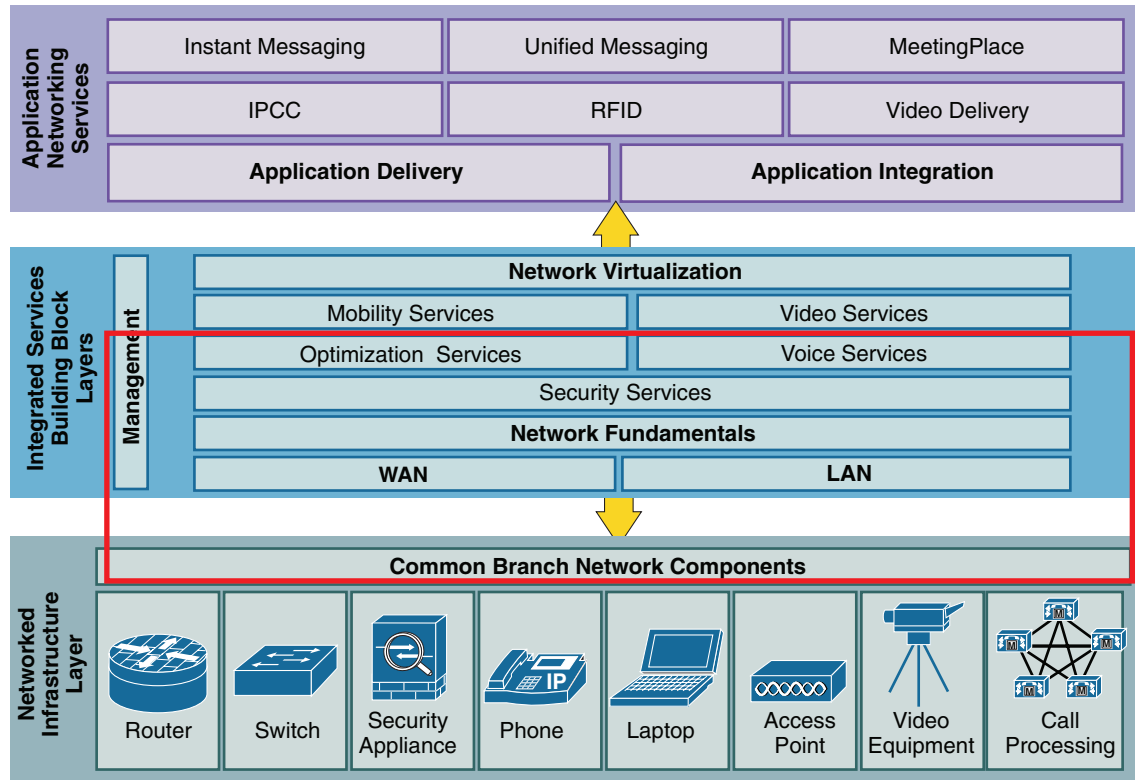 Application
Networking
Services
Instant Messaging
Unified Messaging
MeetingPlace
IPCC
RFID
Video Delivery
Application Delivery
Application Integration
Integrated Services
Building Block
Layers
Management
Network Virtualization
Mobility Services
Video Services
Optimization Services
Voice Services
Security Services
Network Fundamentals
WAN
LAN
Networked
Infrastructure
Layer
Common Branch Network Components
IP
M
M
M
M
M
Router
Switch
Security
Appliance
Phone
Laptop
Access
Point
Video
Equipment
Call
Processing